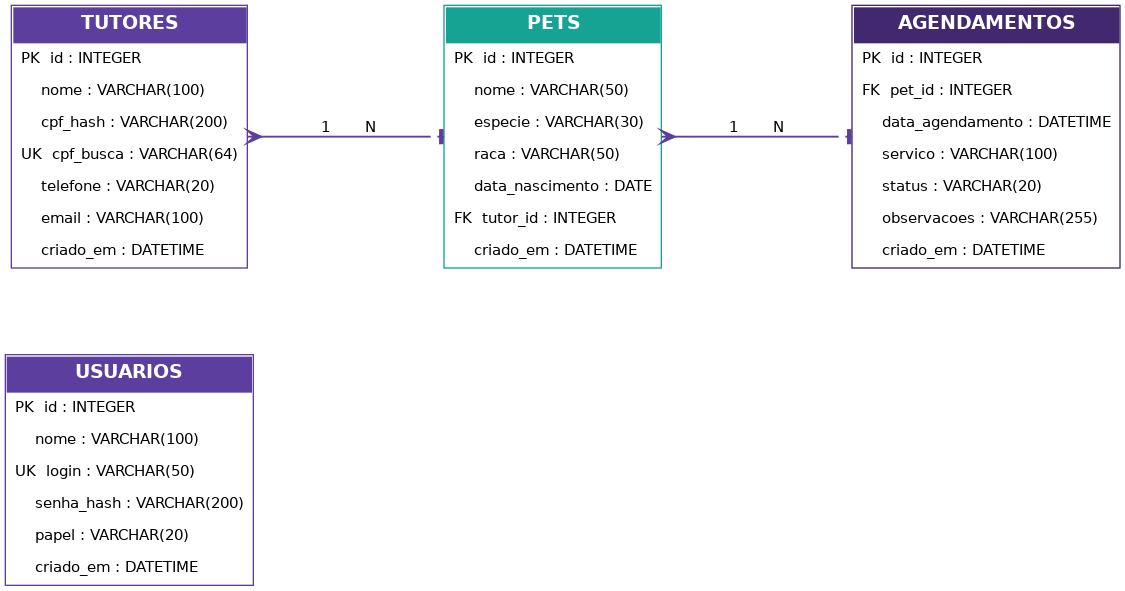 TUTORES
PK id : INTEGER
nome : VARCHAR(100)
cpf_hash : VARCHAR(200)
UK cpf_busca : VARCHAR(64)
telefone : VARCHAR(20)
email : VARCHAR(100)
criado_em : DATETIME
1 N
PETS
PK id : INTEGER
nome : VARCHAR(50)
especie : VARCHAR(30)
raca : VARCHAR(50)
data_nascimento : DATE
FK tutor_id : INTEGER
criado_em : DATETIME
1 N
AGENDAMENTOS
PK id : INTEGER
FK pet_id : INTEGER
data_agendamento : DATETIME
servico : VARCHAR(100)
status : VARCHAR(20)
observacoes : VARCHAR(255)
criado_em : DATETIME
USUARIOS
PK id : INTEGER
nome : VARCHAR(100)
UK login : VARCHAR(50)
senha_hash : VARCHAR(200)
papel : VARCHAR(20)
criado_em : DATETIME